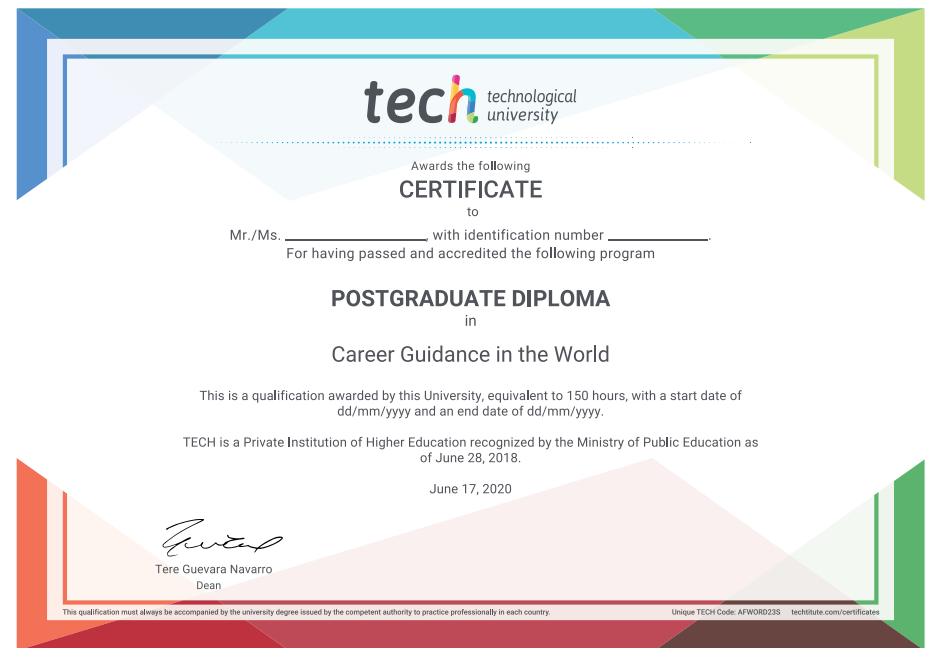 tech technological
university
Awards the following
CERTIFICATE
to
Mr./Ms. ____________________, with identification number ______________.
For having passed and accredited the following program
POSTGRADUATE DIPLOMA
in
Career Guidance in the World
This is a qualification awarded by this University, equivalent to 150 hours, with a start date of
dd/mm/yyyy and an end date of dd/mm/yyyy.
TECH is a Private Institution of Higher Education recognized by the Ministry of Public Education as
of June 28, 2018.
June 17, 2020
Tere Guevara Navarro
Dean
This qualification must always be accompanied by the university degree issued by the competent authority to practice professionally in each country. Unique TECH Code: AFWORD23S techtitute.com/certificates